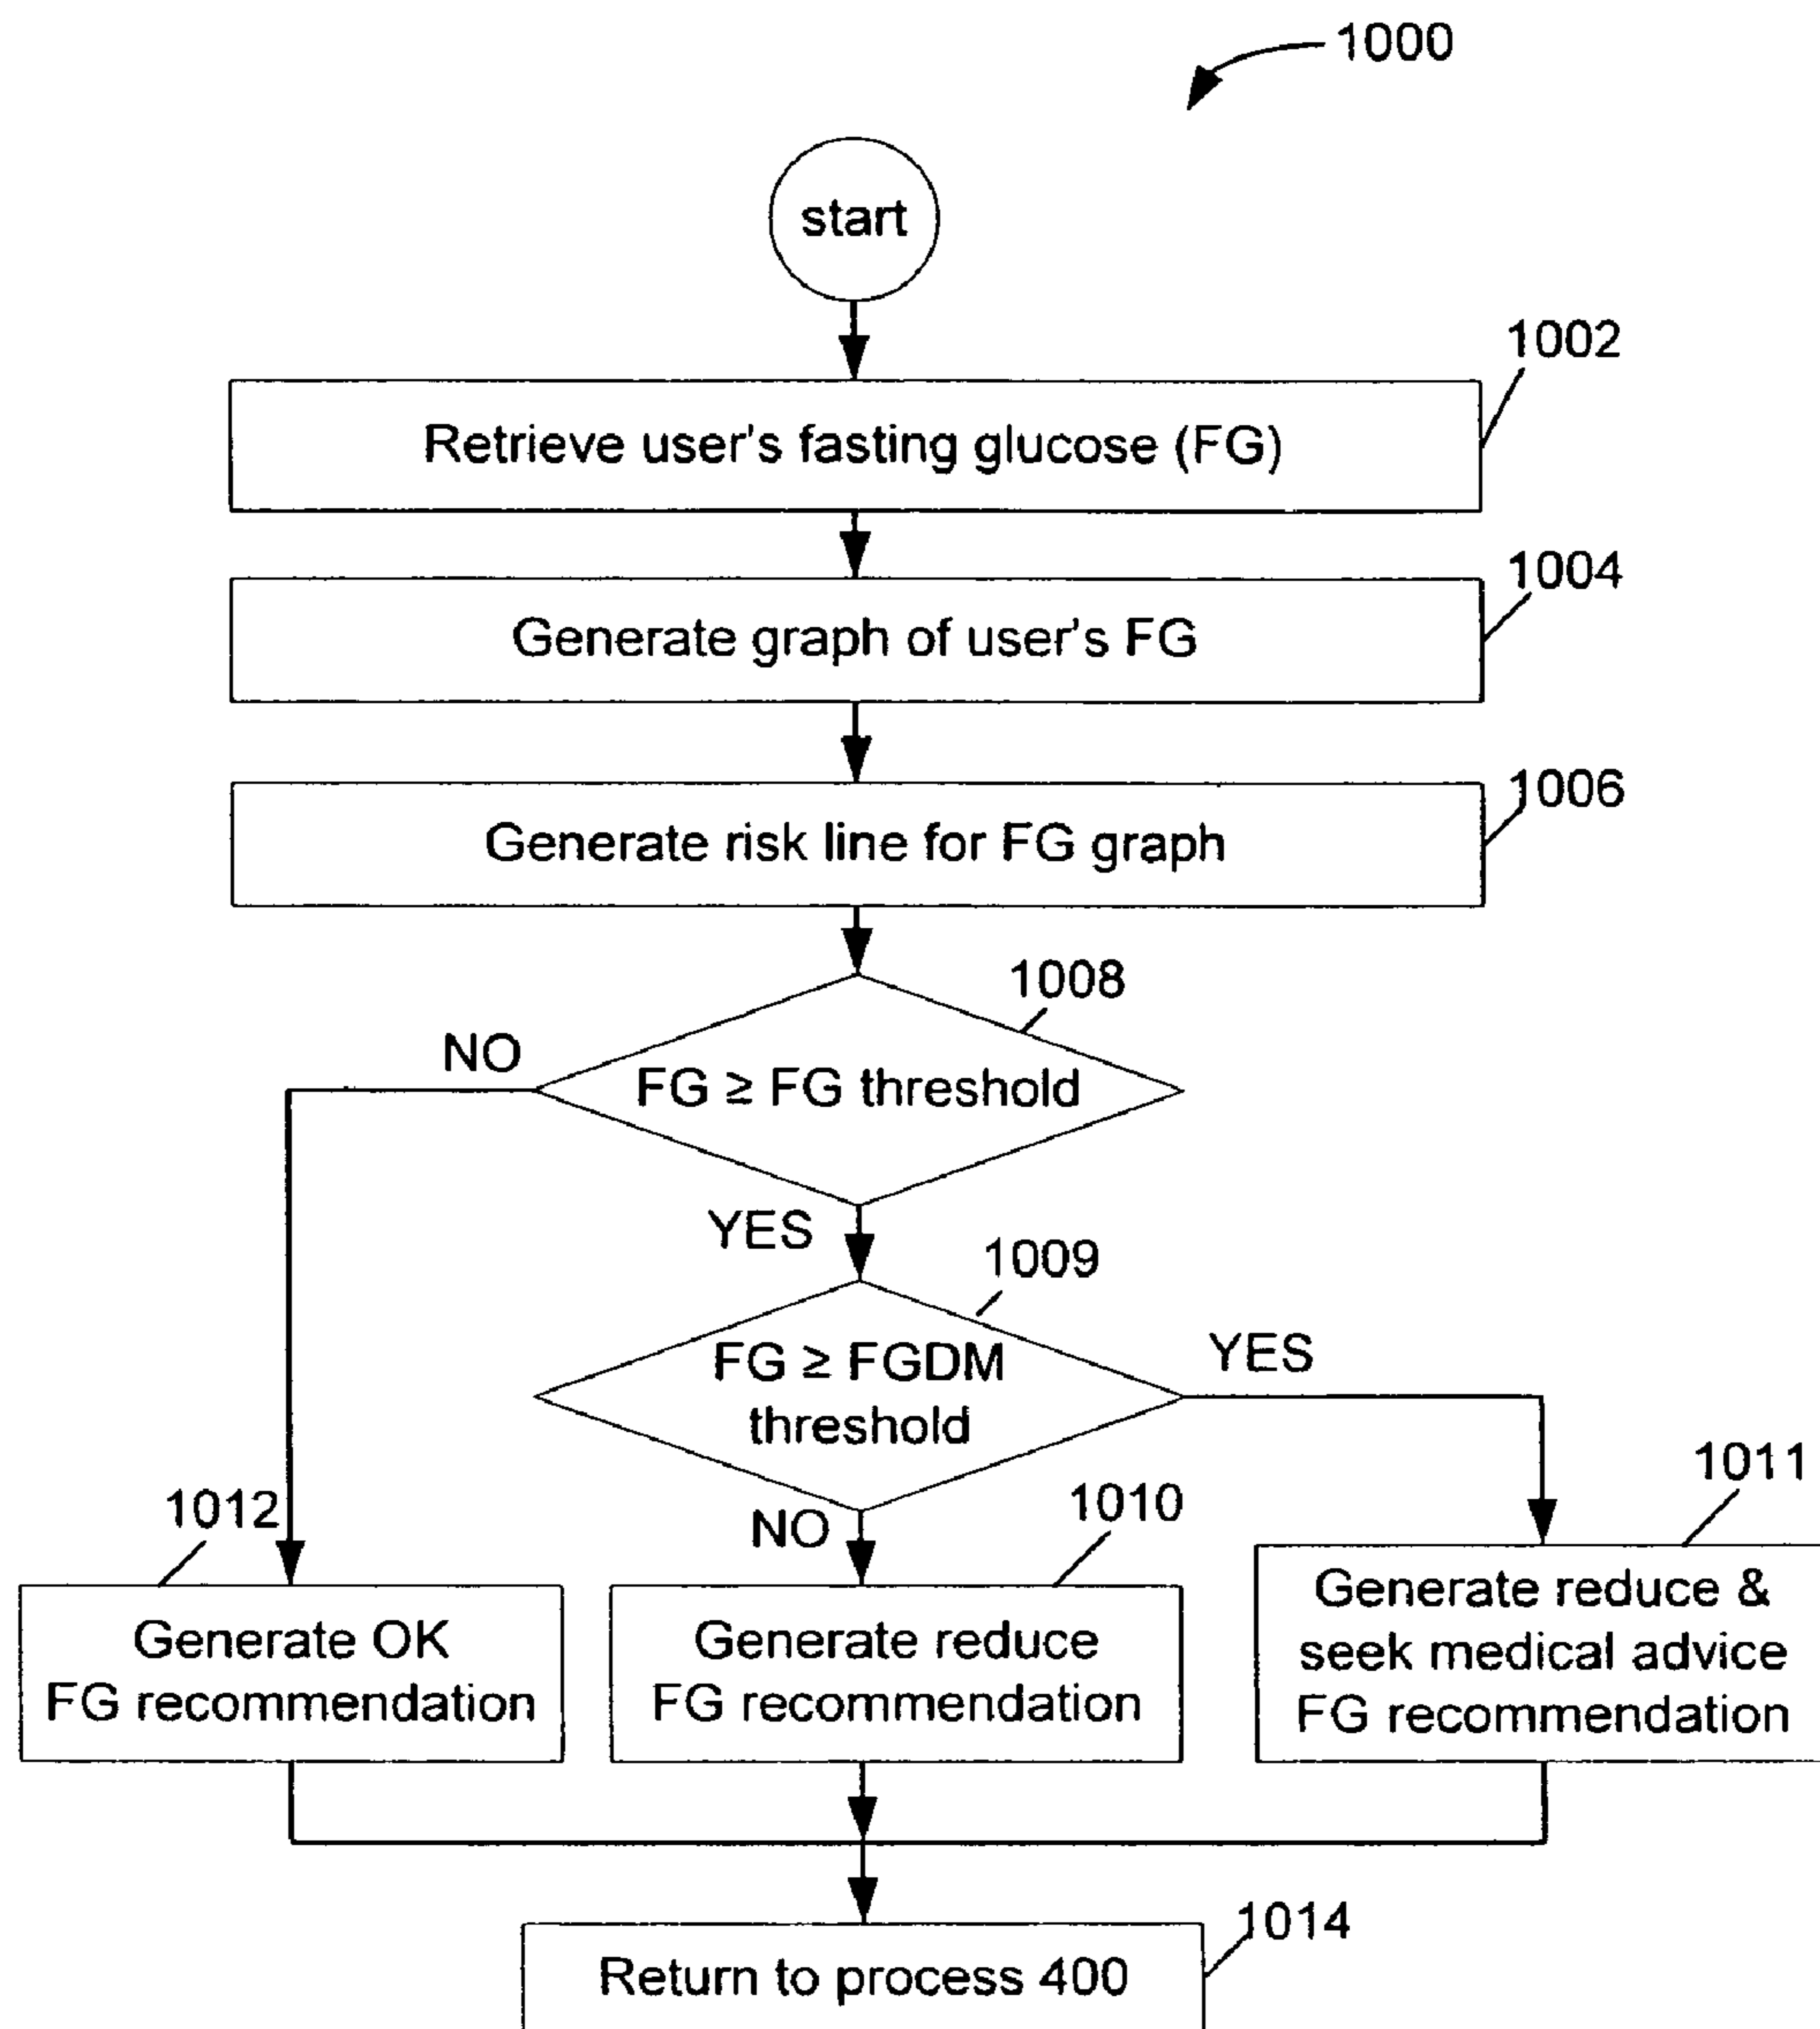 1000
start
1002
Retrieve user's fasting glucose (FG)
1004
Generate graph of user's FG
1006
Generate risk line for FG graph
1008
NO
FG ≥ FG threshold
YES
1009
FG ≥ FGDM
threshold
YES
1011
1012
NO
1010
Generate OK
FG recommendation
Generate reduce
FG recommendation
Generate reduce &
seek medical advice
FG recommendation
1014
Return to process 400